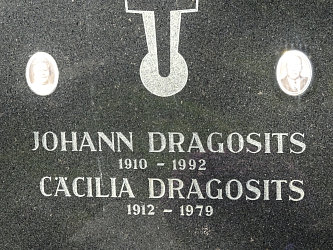 JOHANN DRAGOSITS
1910 - 1992
CÄCILIA DRAGOSITS
1912 - 1979